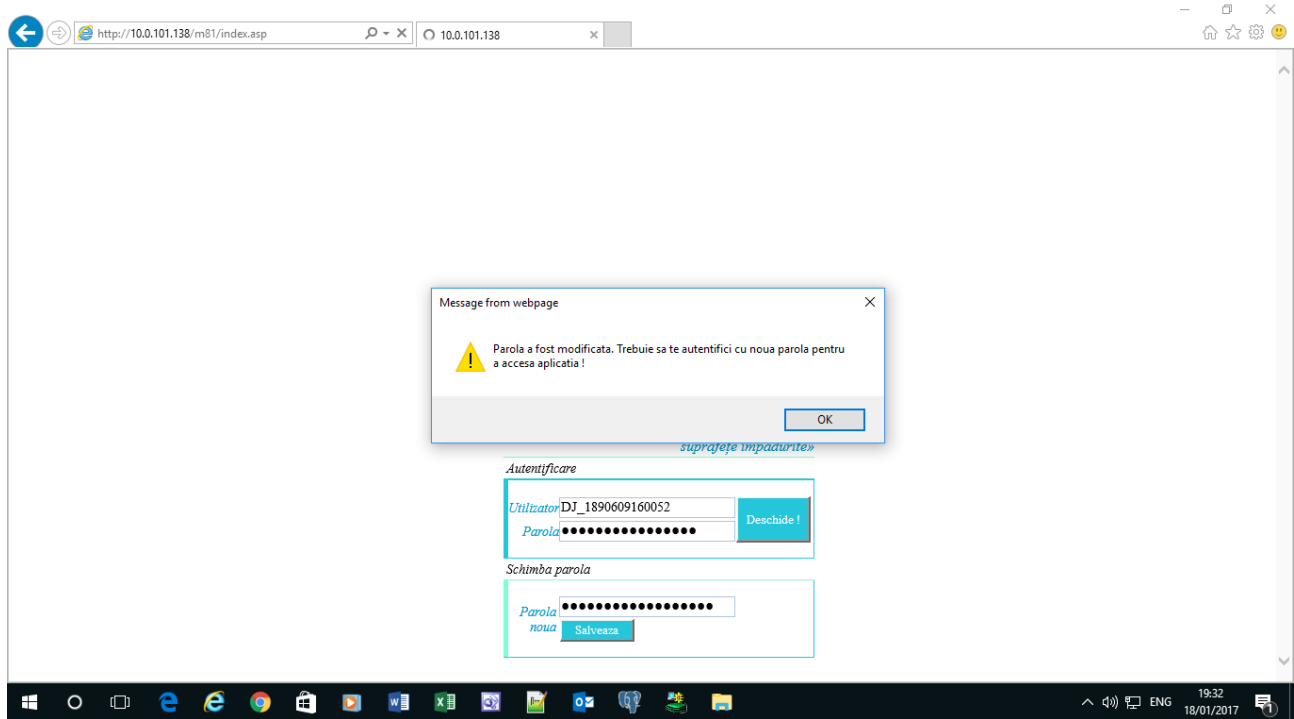 http://10.0.101.138/m81/index.asp
10.0.101.138
Message from webpage
Parola a fost modificata. Trebuie sa te autentifici cu noua parola pentru
a accesa aplicatia !
OK
suprafețe împădurite»
Autentificare
Utilizator DJ_1890609160052
Deschide !
Parola ●●●●●●●●●●●●●●●●
Schimba parola
Parola ●●●●●●●●●●●●●●●●●●
noua Salveaza
ENG
19:32
18/01/2017
1